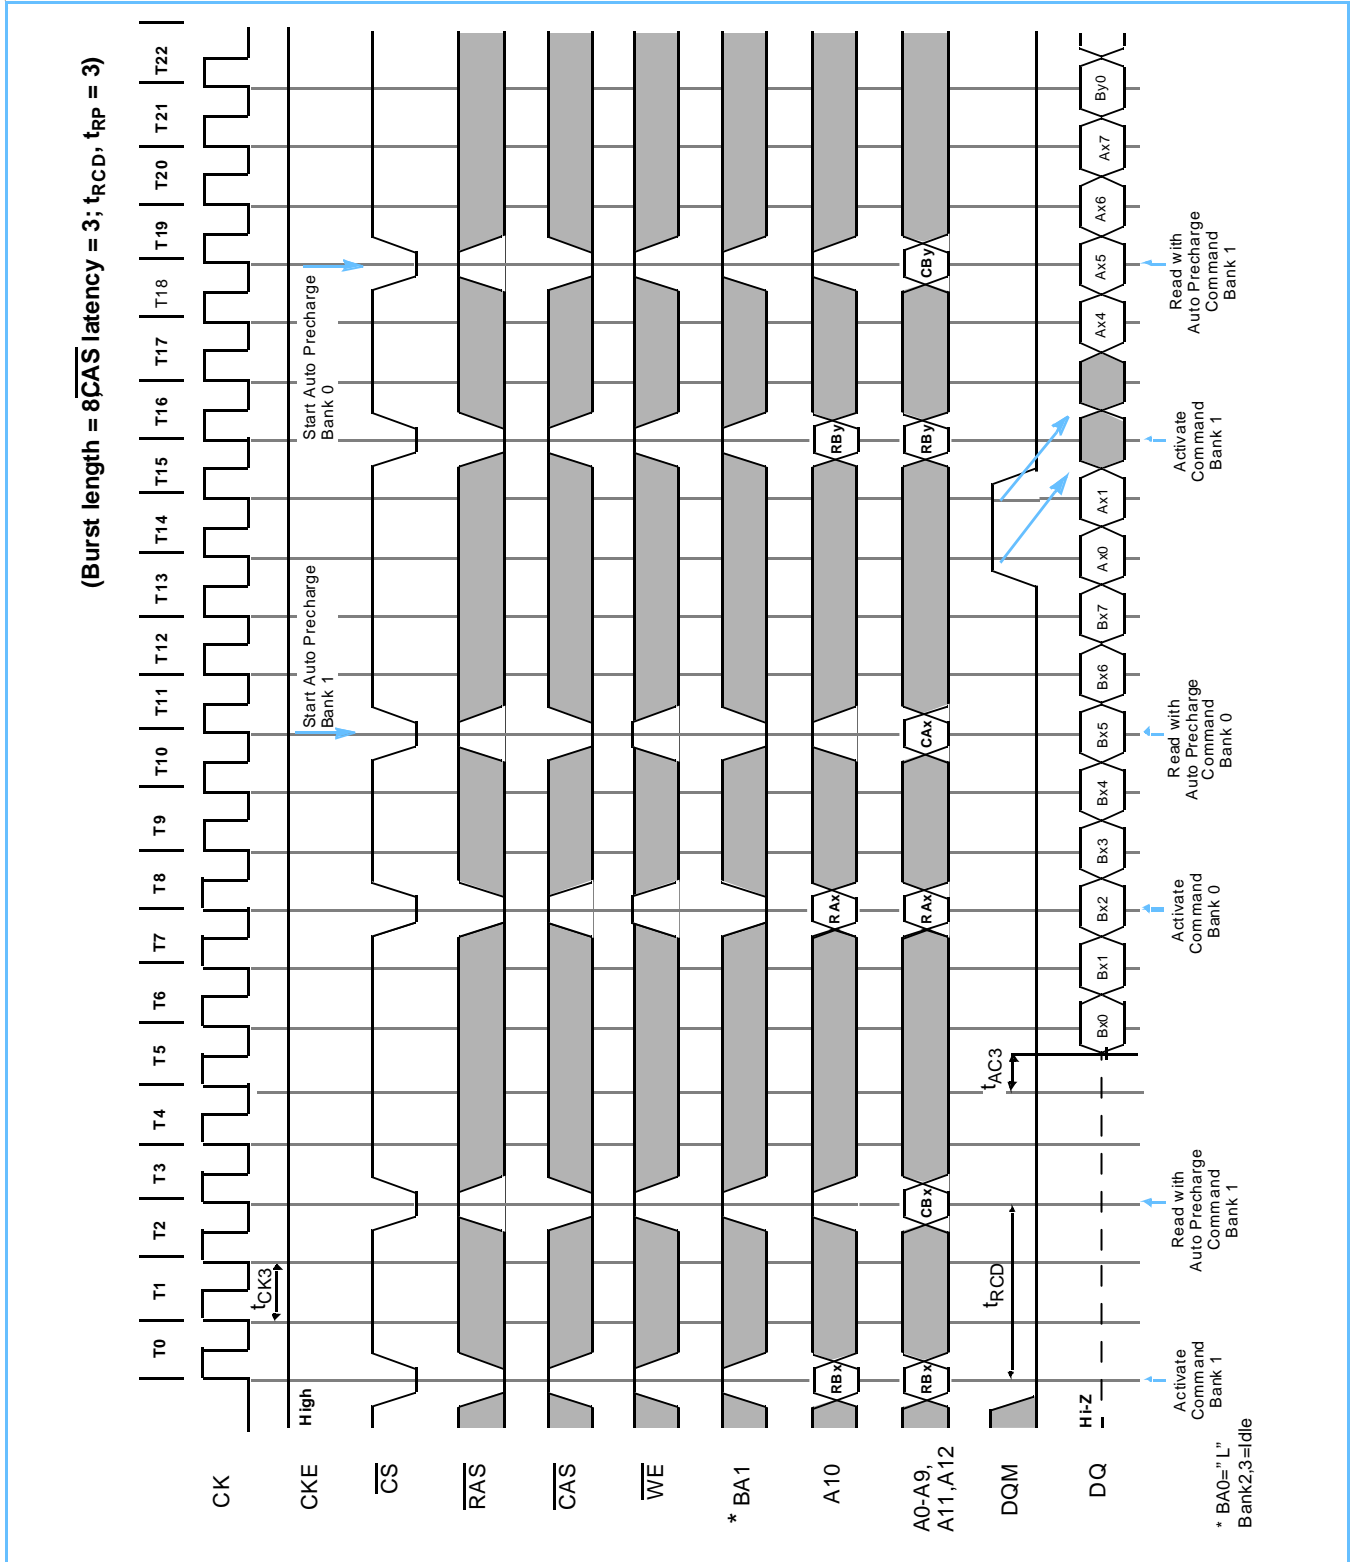 (Burst length = 8,CAS latency = 3; tRCD, tRP = 3)
T0 T1 T2 T3 T4 T5 T6 T7 T8 T9 T10 T11 T12 T13 T14 T15 T16 T17 T18 T19 T20 T21 T22
CK
tCK3
CKE
High
Start Auto Precharge
Bank 1
Start Auto Precharge
Bank 0
CS
RAS
CAS
WE
* BA1
A10
RBx RAx RBy
A0-A9,
A11,A12
RBx CBx RAx CAx RBy CBy
DQM
tRCD
tAC3
DQ
Hi-Z
Bx0 Bx1 Bx2 Bx3 Bx4 Bx5 Bx6 Bx7 Ax0 Ax1 Ax4 Ax5 Ax6 Ax7 By0
Activate
Command
Bank 1
Read with
Auto Precharge
Command
Bank 1
Activate
Command
Bank 0
Read with
Auto Precharge
Command
Bank 0
Activate
Command
Bank 1
Read with
Auto Precharge
Command
Bank 1
* BA0="L"
Bank2,3=Idle